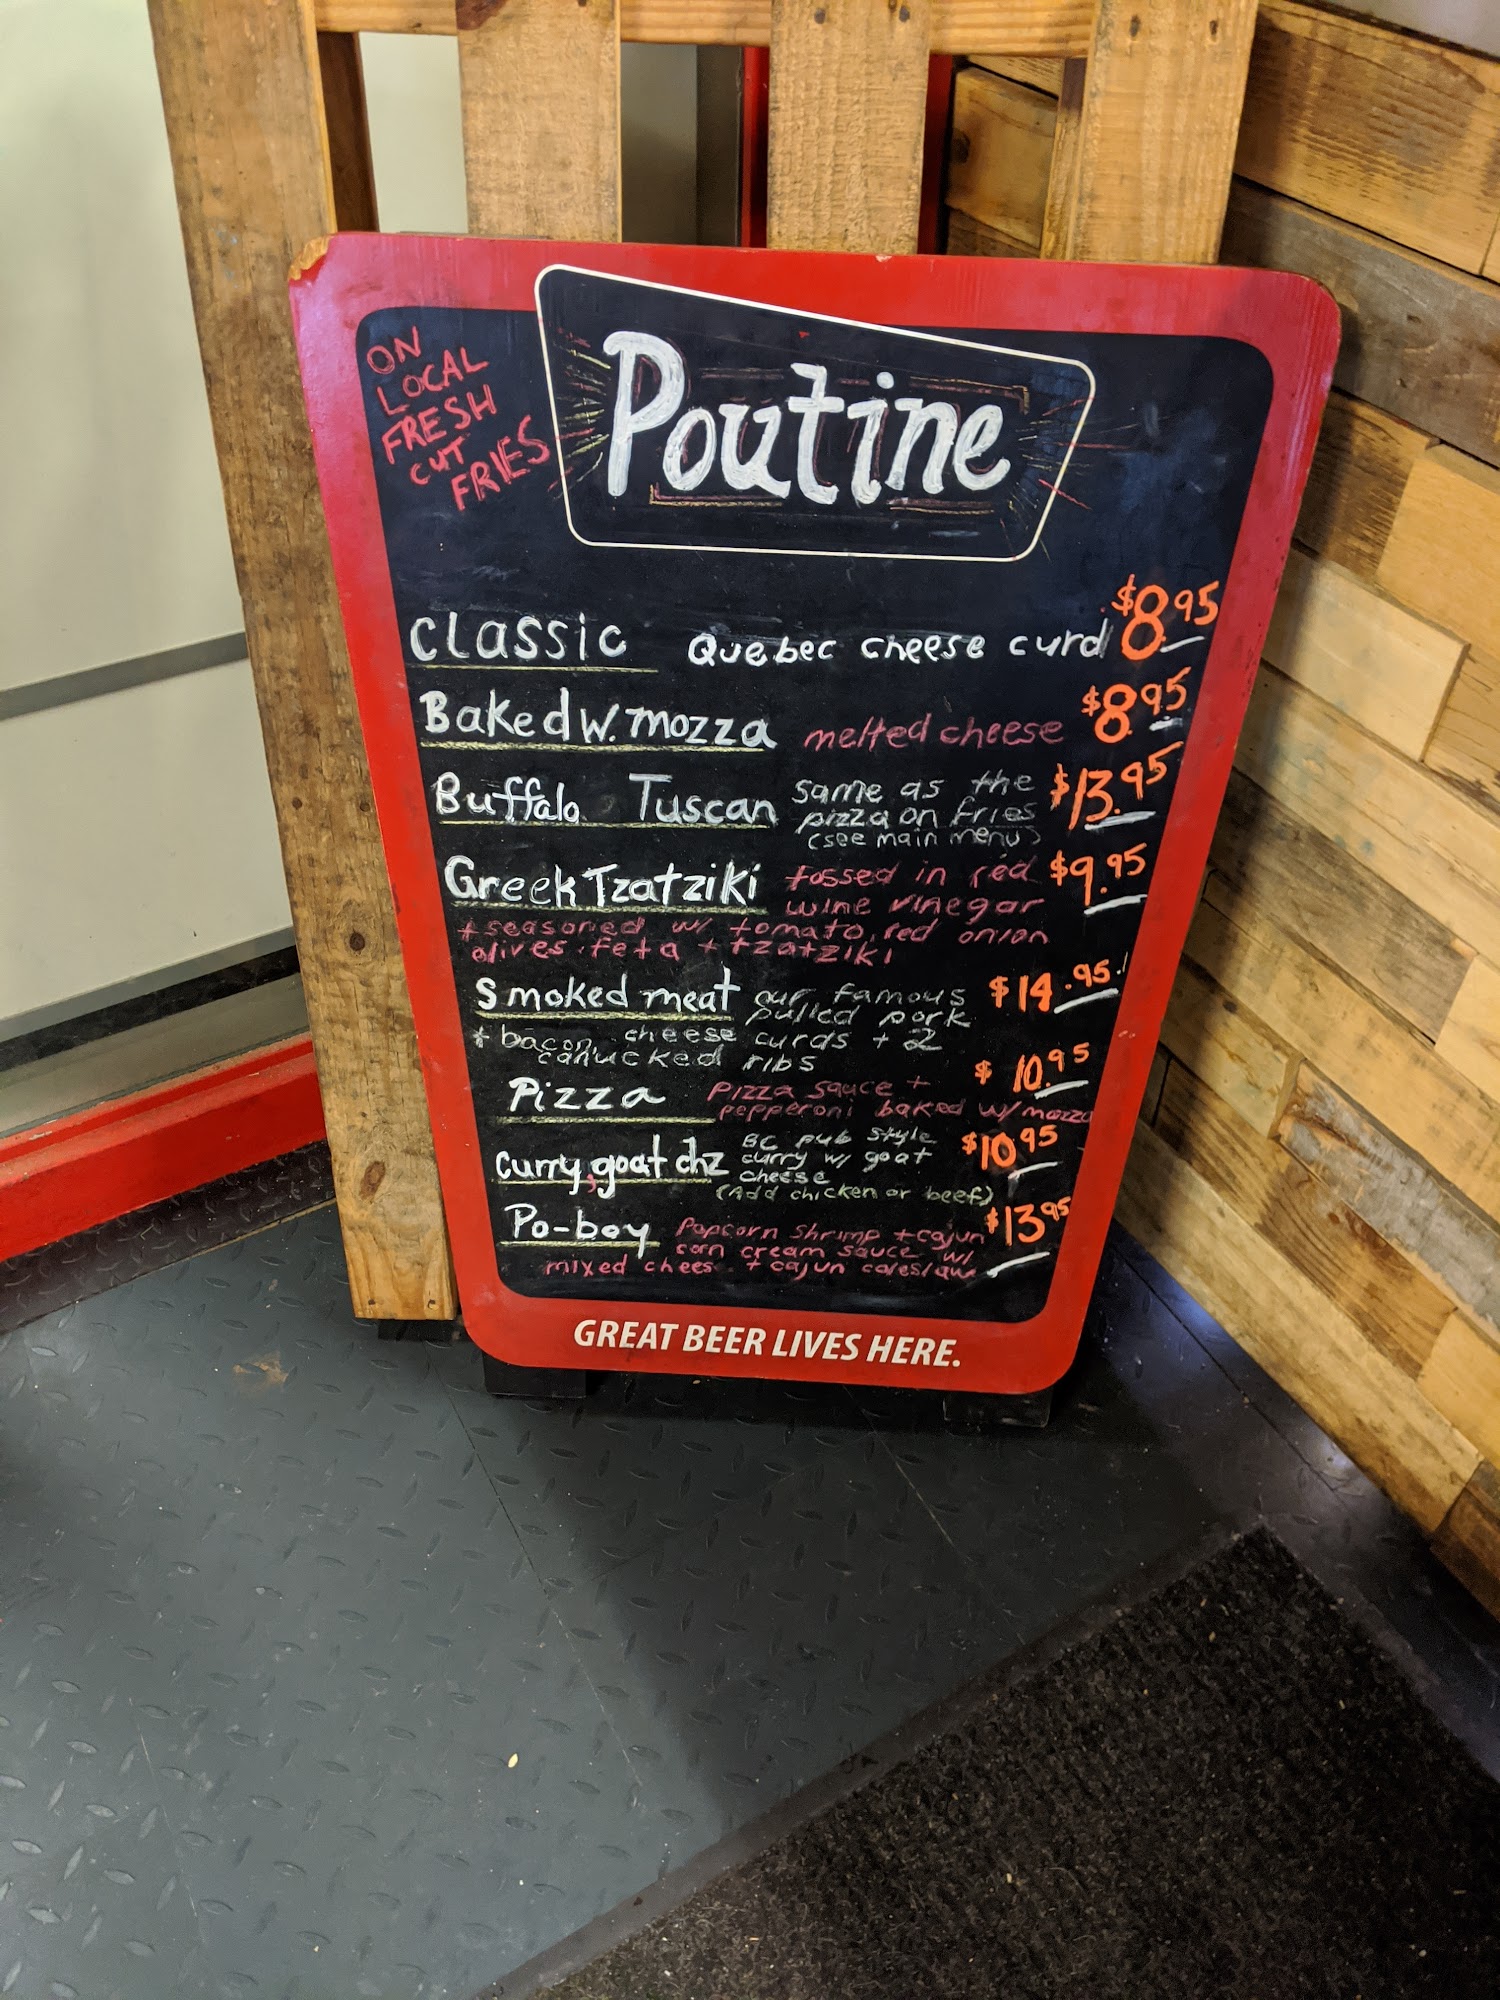 ON
LOCAL
FRESH
CUT
FRIES
Poutine
Classic Quebec cheese curd $8.95
Baked w. mozza melted cheese $8.95
Buffalo Tuscan same as the
pizza on fries $13.95
(see main menu)
Greek Tzatziki tossed in red $9.95
wine vinegar
+ seasoned w/ tomato, red onion
olives. feta + tzatziki
Smoked meat our famous $14.95
pulled pork
+ bacon, cheese curds + 2
can'ucked ribs
Pizza pizza sauce + $10.95
pepperoni baked w/ mozza
curry, goat chz BC pub style $10.95
curry w/ goat
cheese
(Add chicken or beef)
Po-boy Popcorn shrimp + cajun $13.95
corn cream sauce w/
mixed chees. + cajun coleslaw
GREAT BEER LIVES HERE.